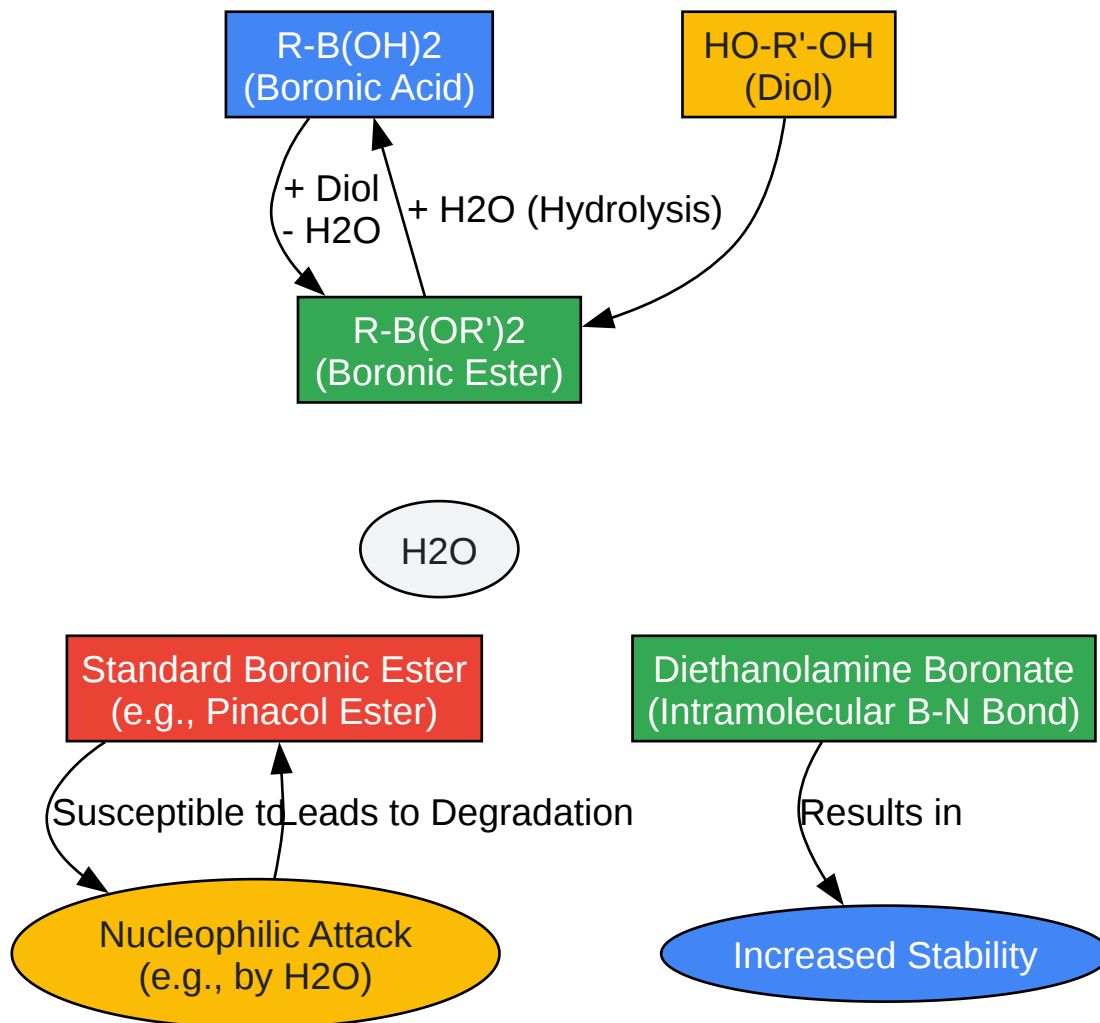 R-B(OH)2
(Boronic Acid)
HO-R'-OH
(Diol)
+ Diol
- H2O
+ H2O (Hydrolysis)
R-B(OR')2
(Boronic Ester)
H2O
Standard Boronic Ester
(e.g., Pinacol Ester)
Diethanolamine Boronate
(Intramolecular B-N Bond)
Susceptible to
Leads to Degradation
Results in
Nucleophilic Attack
(e.g., by H2O)
Increased Stability